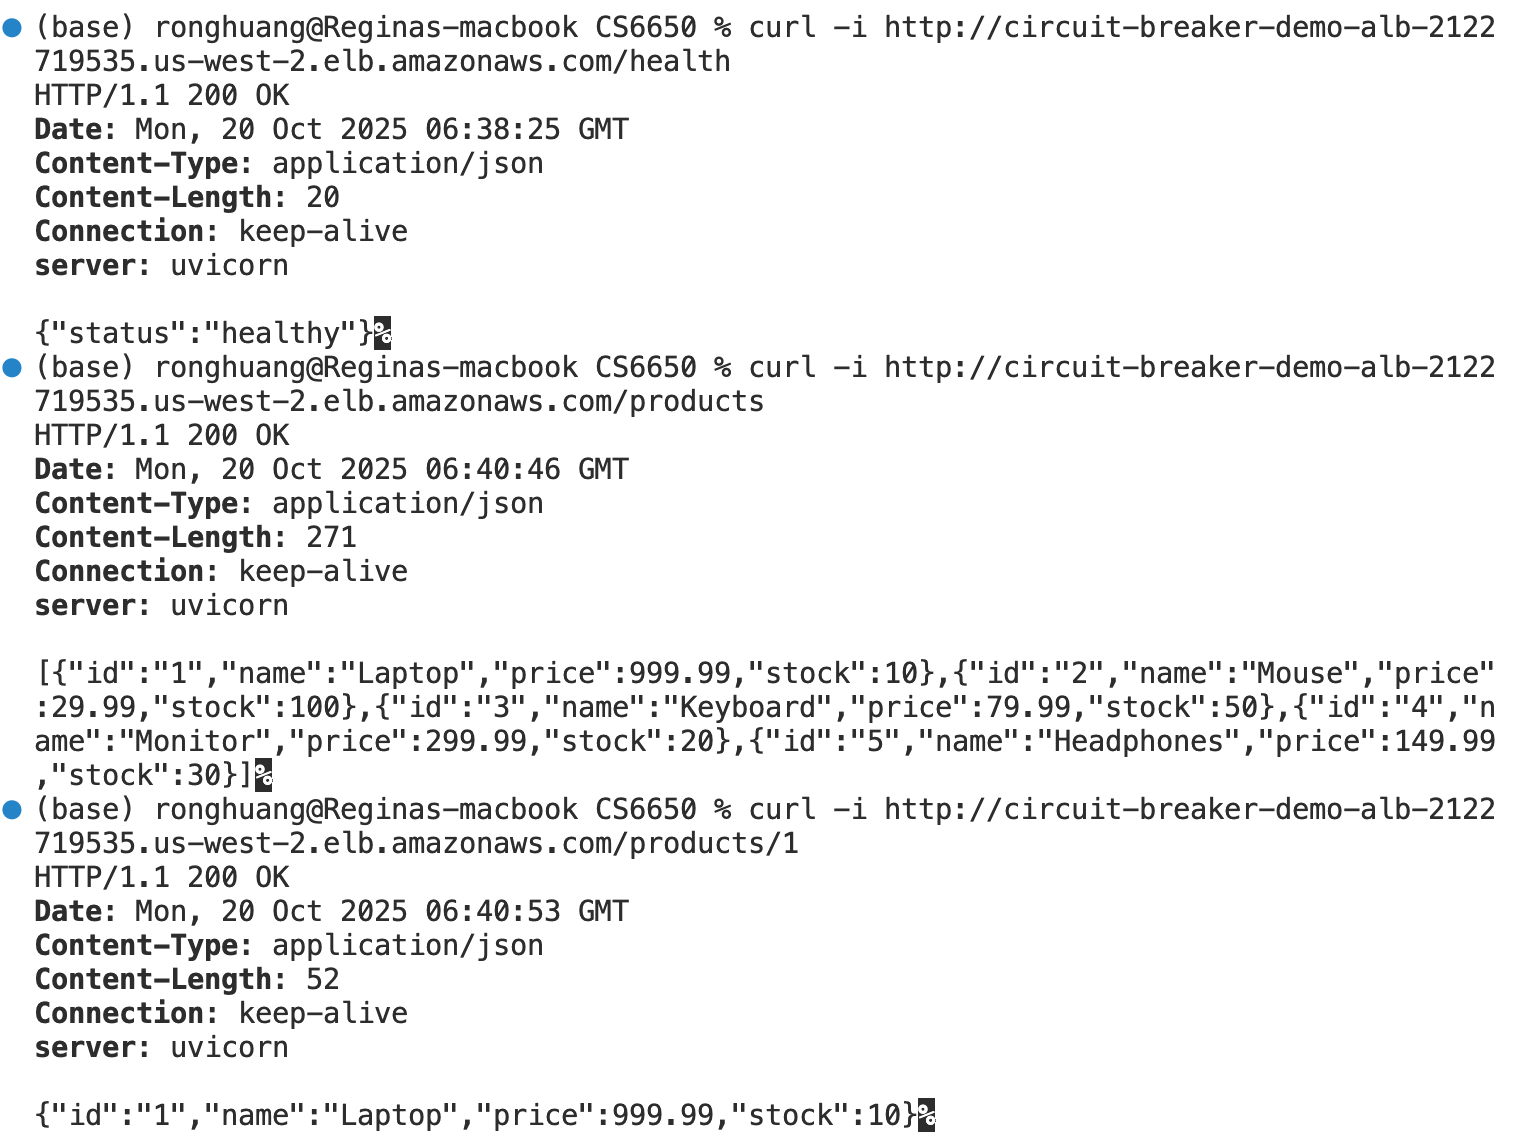 (base) ronghuang@Reginas-macbook CS6650 % curl -i http://circuit-breaker-demo-alb-2122
719535.us-west-2.elb.amazonaws.com/health
HTTP/1.1 200 OK
Date: Mon, 20 Oct 2025 06:38:25 GMT
Content-Type: application/json
Content-Length: 20
Connection: keep-alive
server: uvicorn

{"status":"healthy"}%
(base) ronghuang@Reginas-macbook CS6650 % curl -i http://circuit-breaker-demo-alb-2122
719535.us-west-2.elb.amazonaws.com/products
HTTP/1.1 200 OK
Date: Mon, 20 Oct 2025 06:40:46 GMT
Content-Type: application/json
Content-Length: 271
Connection: keep-alive
server: uvicorn

[{"id":"1","name":"Laptop","price":999.99,"stock":10},{"id":"2","name":"Mouse","price"
:29.99,"stock":100},{"id":"3","name":"Keyboard","price":79.99,"stock":50},{"id":"4","n
ame":"Monitor","price":299.99,"stock":20},{"id":"5","name":"Headphones","price":149.99
,"stock":30}]%
(base) ronghuang@Reginas-macbook CS6650 % curl -i http://circuit-breaker-demo-alb-2122
719535.us-west-2.elb.amazonaws.com/products/1
HTTP/1.1 200 OK
Date: Mon, 20 Oct 2025 06:40:53 GMT
Content-Type: application/json
Content-Length: 52
Connection: keep-alive
server: uvicorn

{"id":"1","name":"Laptop","price":999.99,"stock":10}%